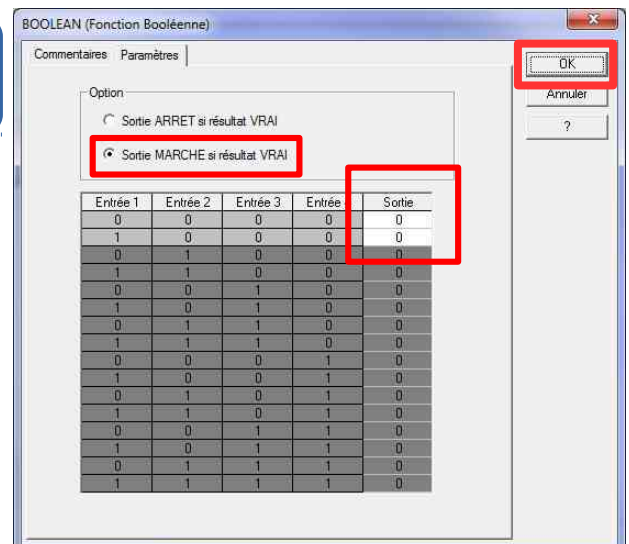 BOOLEAN (Fonction Booléenne)
Commentaires Paramètres
OK
Annuler
?
Option
Sortie ARRET si résultat VRAI
Sortie MARCHE si résultat VRAI
Entrée 1 Entrée 2 Entrée 3 Entrée Sortie
0 0 0 0 0
1 0 0 0 0
0 1 0 0 0
1 1 0 0 0
0 0 1 0 0
1 0 1 0 0
0 1 1 0 0
1 1 1 0 0
0 0 0 1 0
1 0 0 1 0
0 1 0 1 0
1 1 0 1 0
0 0 1 1 0
1 0 1 1 0
0 1 1 1 0
1 1 1 1 0